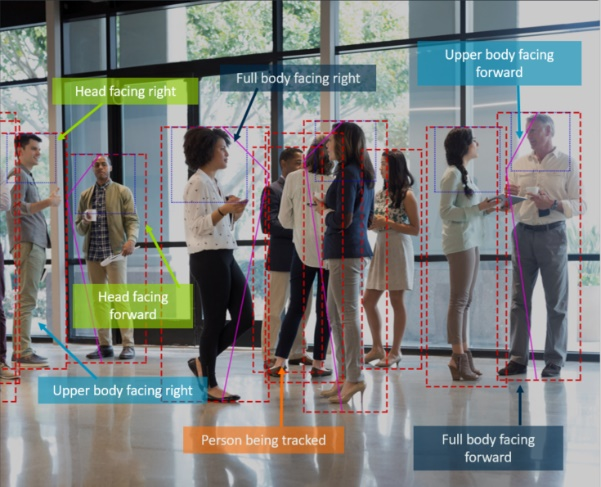 Upper body facing
forward
Full body facing right
Head facing right
Head facing
forward
Upper body facing right
Person being tracked
Full body facing
forward